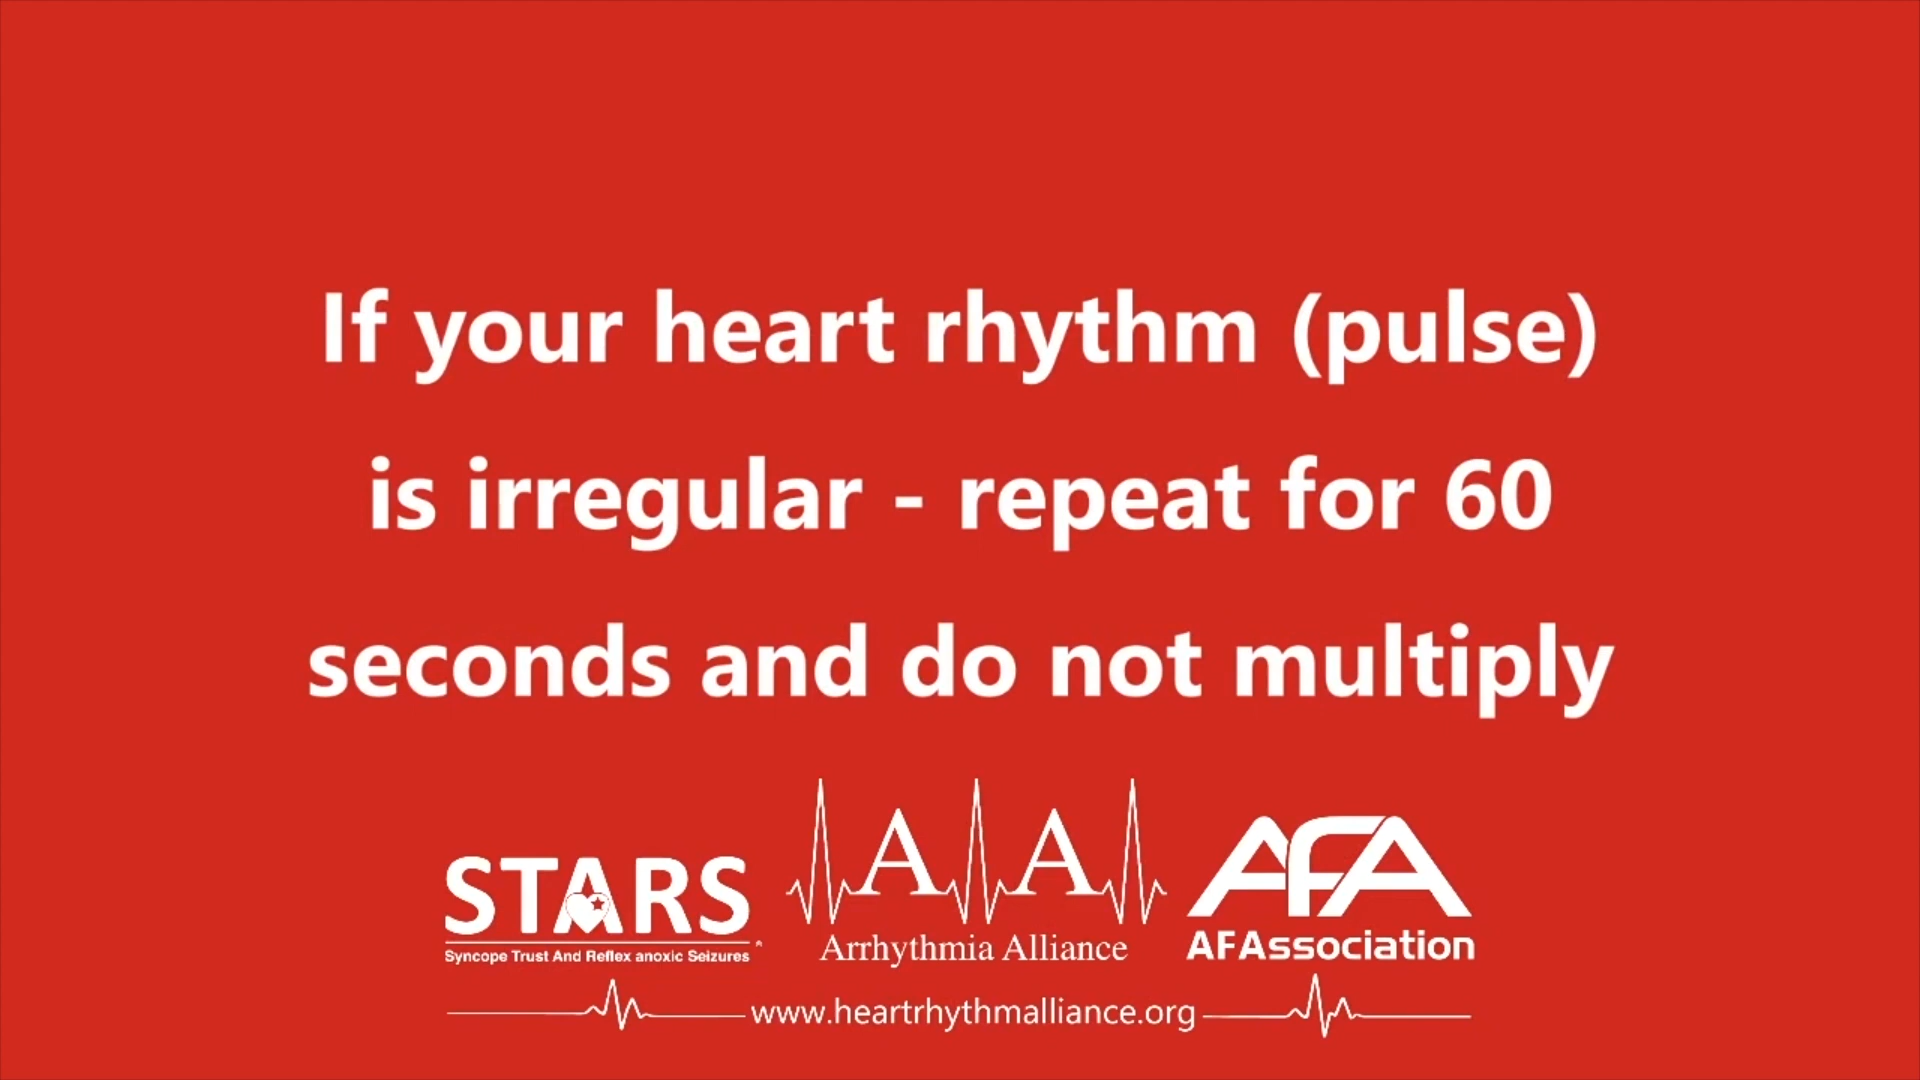 If your heart rhythm (pulse)
is irregular - repeat for 60
seconds and do not multiply
STARS
Syncope Trust And Reflex anoxic Seizures
A A
Arrhythmia Alliance
AFA
AFAssociation
www.heartrhythmalliance.org